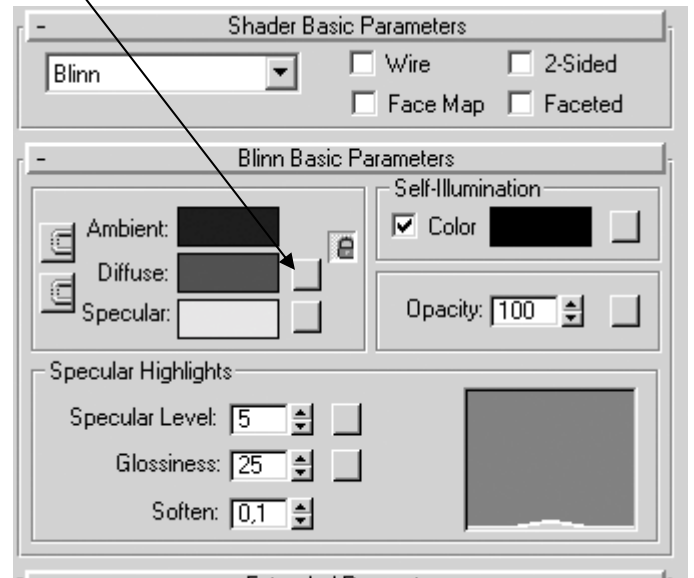 - Shader Basic Parameters
Blinn Wire 2-Sided
Face Map Faceted
- Blinn Basic Parameters
Self-Illumination
Ambient: Color
Diffuse:
Specular: Opacity: 100
Specular Highlights
Specular Level: 5
Glossiness: 25
Soften: 0,1